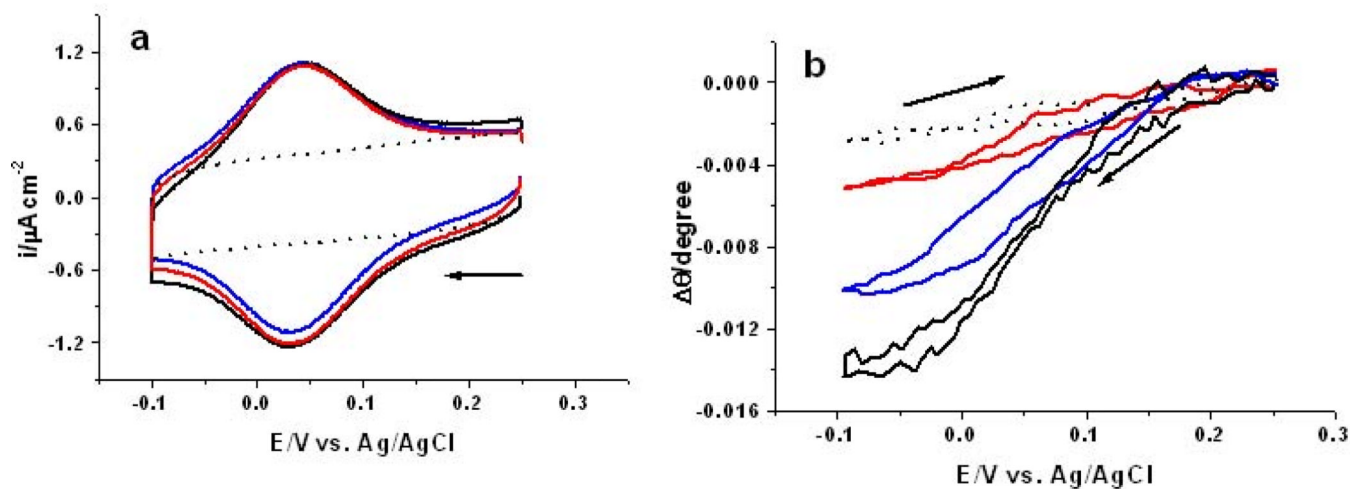 a
1.2
0.6
0.0
-0.6
-1.2
i/µA cm-2
-0.1 0.0 0.1 0.2 0.3
E/V vs. Ag/AgCl
b
0.000
-0.004
-0.008
-0.012
-0.016
ΔΘ/degree
-0.1 0.0 0.1 0.2 0.3
E/V vs. Ag/AgCl